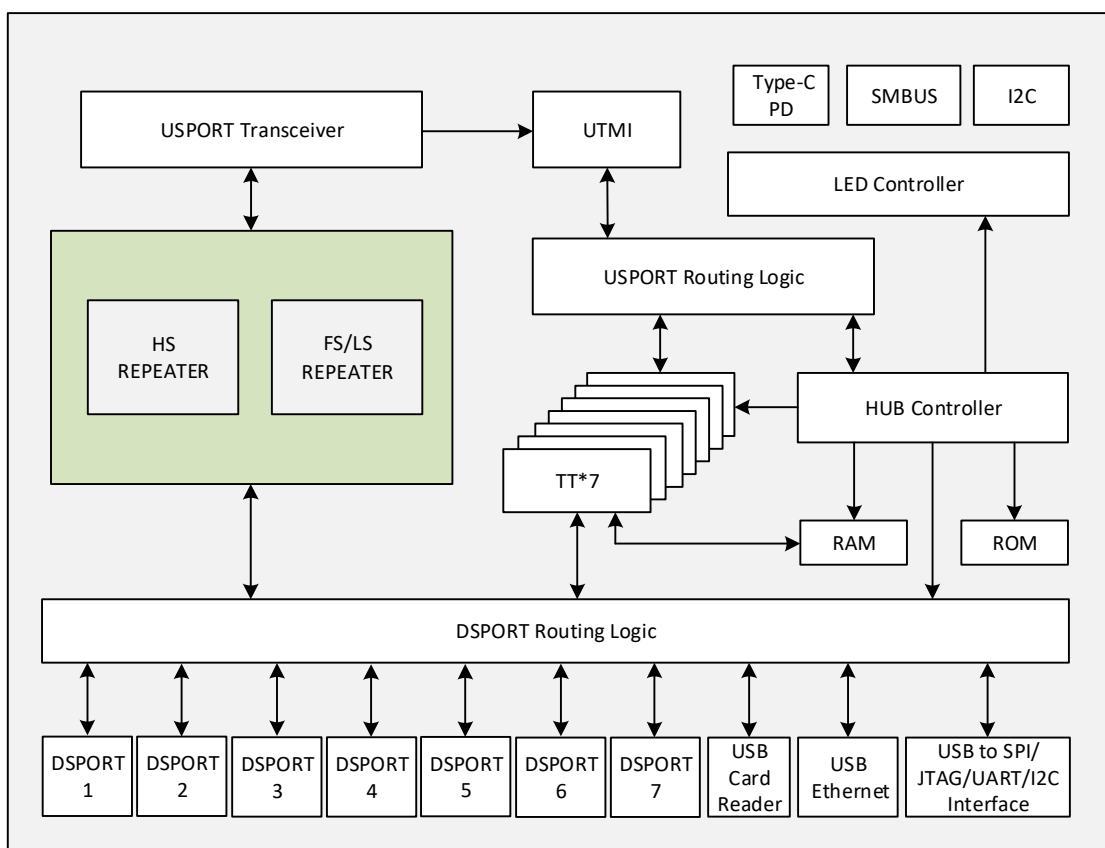 Type-C
PD
SMBUS
I2C
USPORT Transceiver
UTMI
LED Controller
USPORT Routing Logic
HS
REPEATER
FS/LS
REPEATER
HUB Controller
TT*7
RAM
ROM
DSPORT Routing Logic
DSPORT
1
DSPORT
2
DSPORT
3
DSPORT
4
DSPORT
5
DSPORT
6
DSPORT
7
USB
Card
Reader
USB
Ethernet
USB to SPI/
JTAG/UART/I2C
Interface